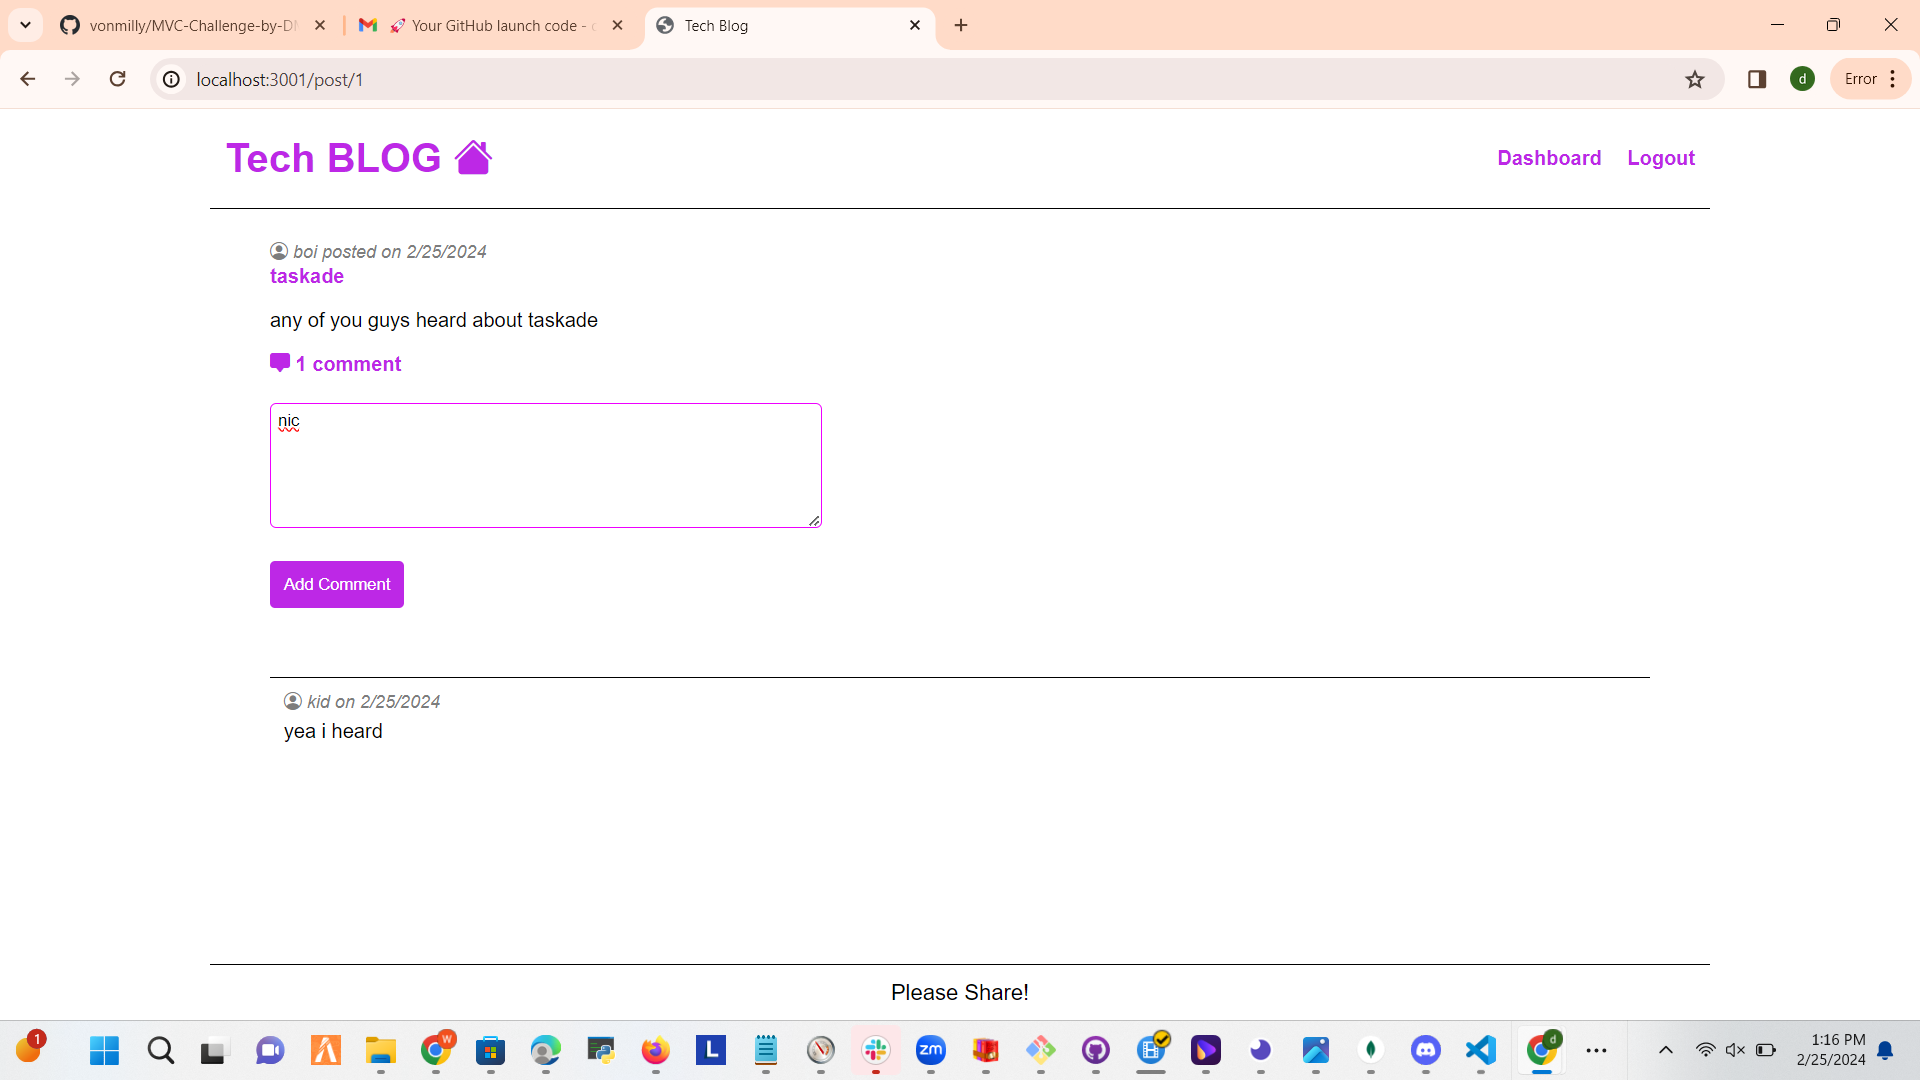 vonmilly/MVC-Challenge-by-D
Your GitHub launch code -
Tech Blog
localhost:3001/post/1
d
Error
Tech BLOG
Dashboard
Logout
boi posted on 2/25/2024
taskade
any of you guys heard about taskade
1 comment
nic
Add Comment
kid on 2/25/2024
yea i heard
Please Share!
1
W
L
zm
d
1:16 PM
2/25/2024